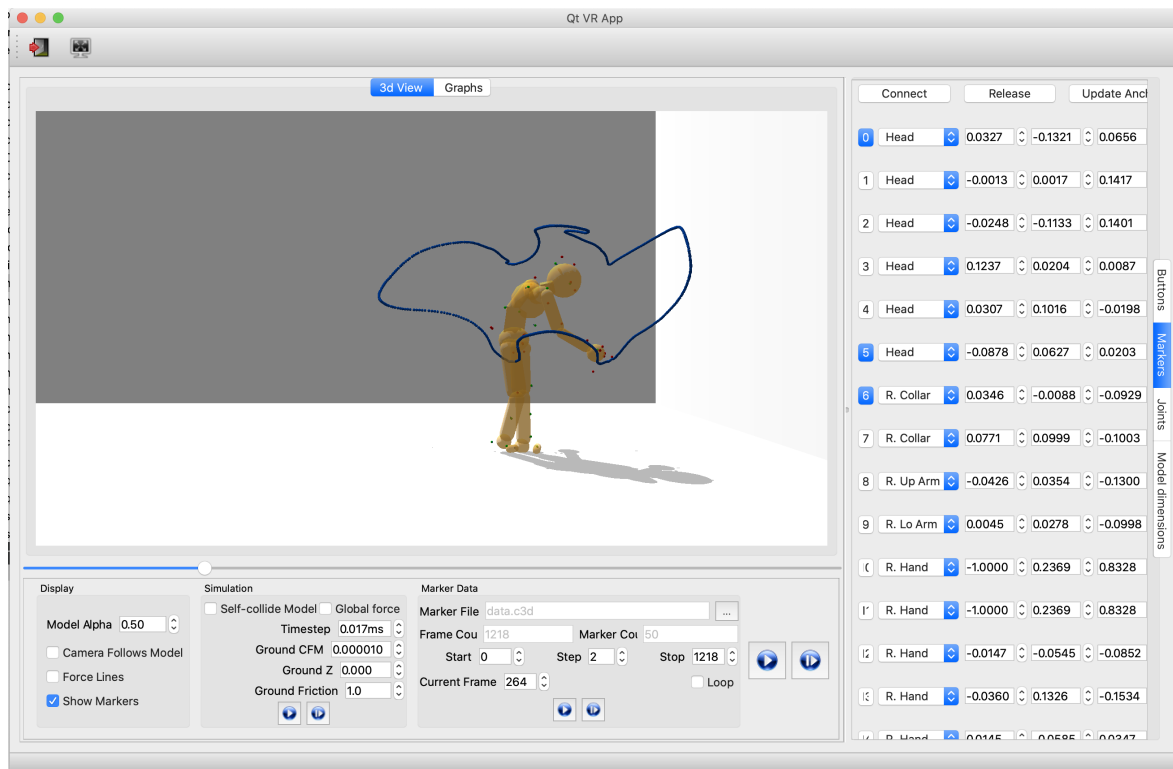 Qt VR App
3d View Graphs
Connect Release Update Anch
0 Head 0.0327 -0.1321 0.0656
1 Head -0.0013 0.0017 0.1417
2 Head -0.0248 -0.1133 0.1401
3 Head 0.1237 0.0204 0.0087
4 Head 0.0307 0.1016 -0.0198
5 Head -0.0878 0.0627 0.0203
6 R. Collar 0.0346 -0.0088 -0.0929
7 R. Collar 0.0771 0.0999 -0.1003
8 R. Up Arm -0.0426 0.0354 -0.1300
9 R. Lo Arm 0.0045 0.0278 -0.0998
R. Hand -1.0000 0.2369 0.8328
R. Hand -1.0000 0.2369 0.8328
R. Hand -0.0147 -0.0545 -0.0852
R. Hand -0.0360 0.1326 -0.1534
R. Hand 0.0145 -0.0585 0.0347
Buttons
Markers
Joints
Model dimensions
Display
Model Alpha 0.50
Camera Follows Model
Force Lines
Show Markers
Simulation
Self-collide Model Global force
Timestep 0.017ms
Ground CFM 0.000010
Ground Z 0.000
Ground Friction 1.0
Marker Data
Marker File data.c3d ...
Frame Cou 1218 Marker Cou 50
Start 0 Step 2 Stop 1218
Current Frame 264 Loop